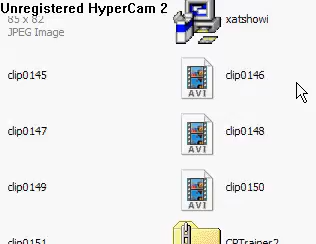 Unregistered HyperCam 2
85 x 82
JPEG Image
xatshowi
clip0145
AVI
clip0146
clip0147
AVI
clip0148
clip0149
AVI
clip0150
clip0151
CPTrainer2